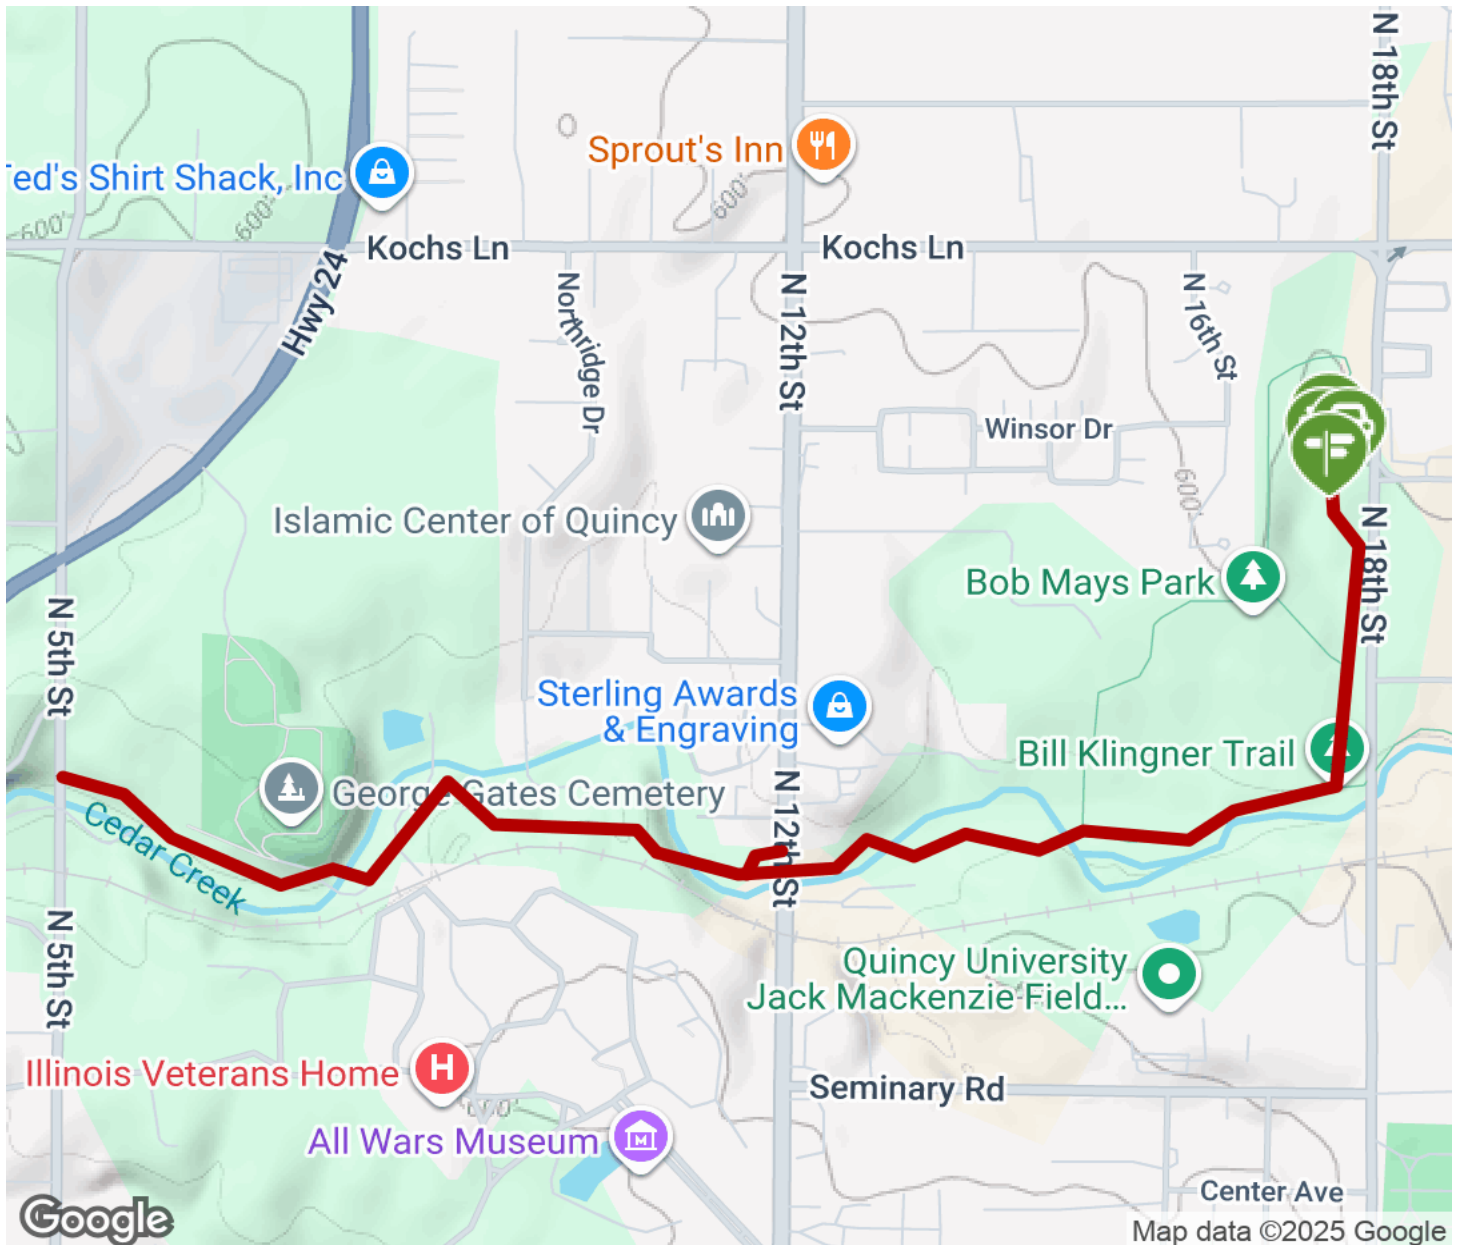 N 18th St
Sprout's Inn
Ted's Shirt Shack, Inc
600'
600'
600'
Kochs Ln
Kochs Ln
Hwy 24
Northridge Dr
N 12th St
N 16th St
Winsor Dr
600'
Islamic Center of Quincy
N 18th St
Bob Mays Park
N 5th St
Sterling Awards
& Engraving
Bill Klingner Trail
George Gates Cemetery
N 12th St
Cedar Creek
N 5th St
Quincy University
Jack Mackenzie Field...
Illinois Veterans Home
H
Seminary Rd
600'
All Wars Museum
M
Center Ave
Google
Map data ©2025 Google